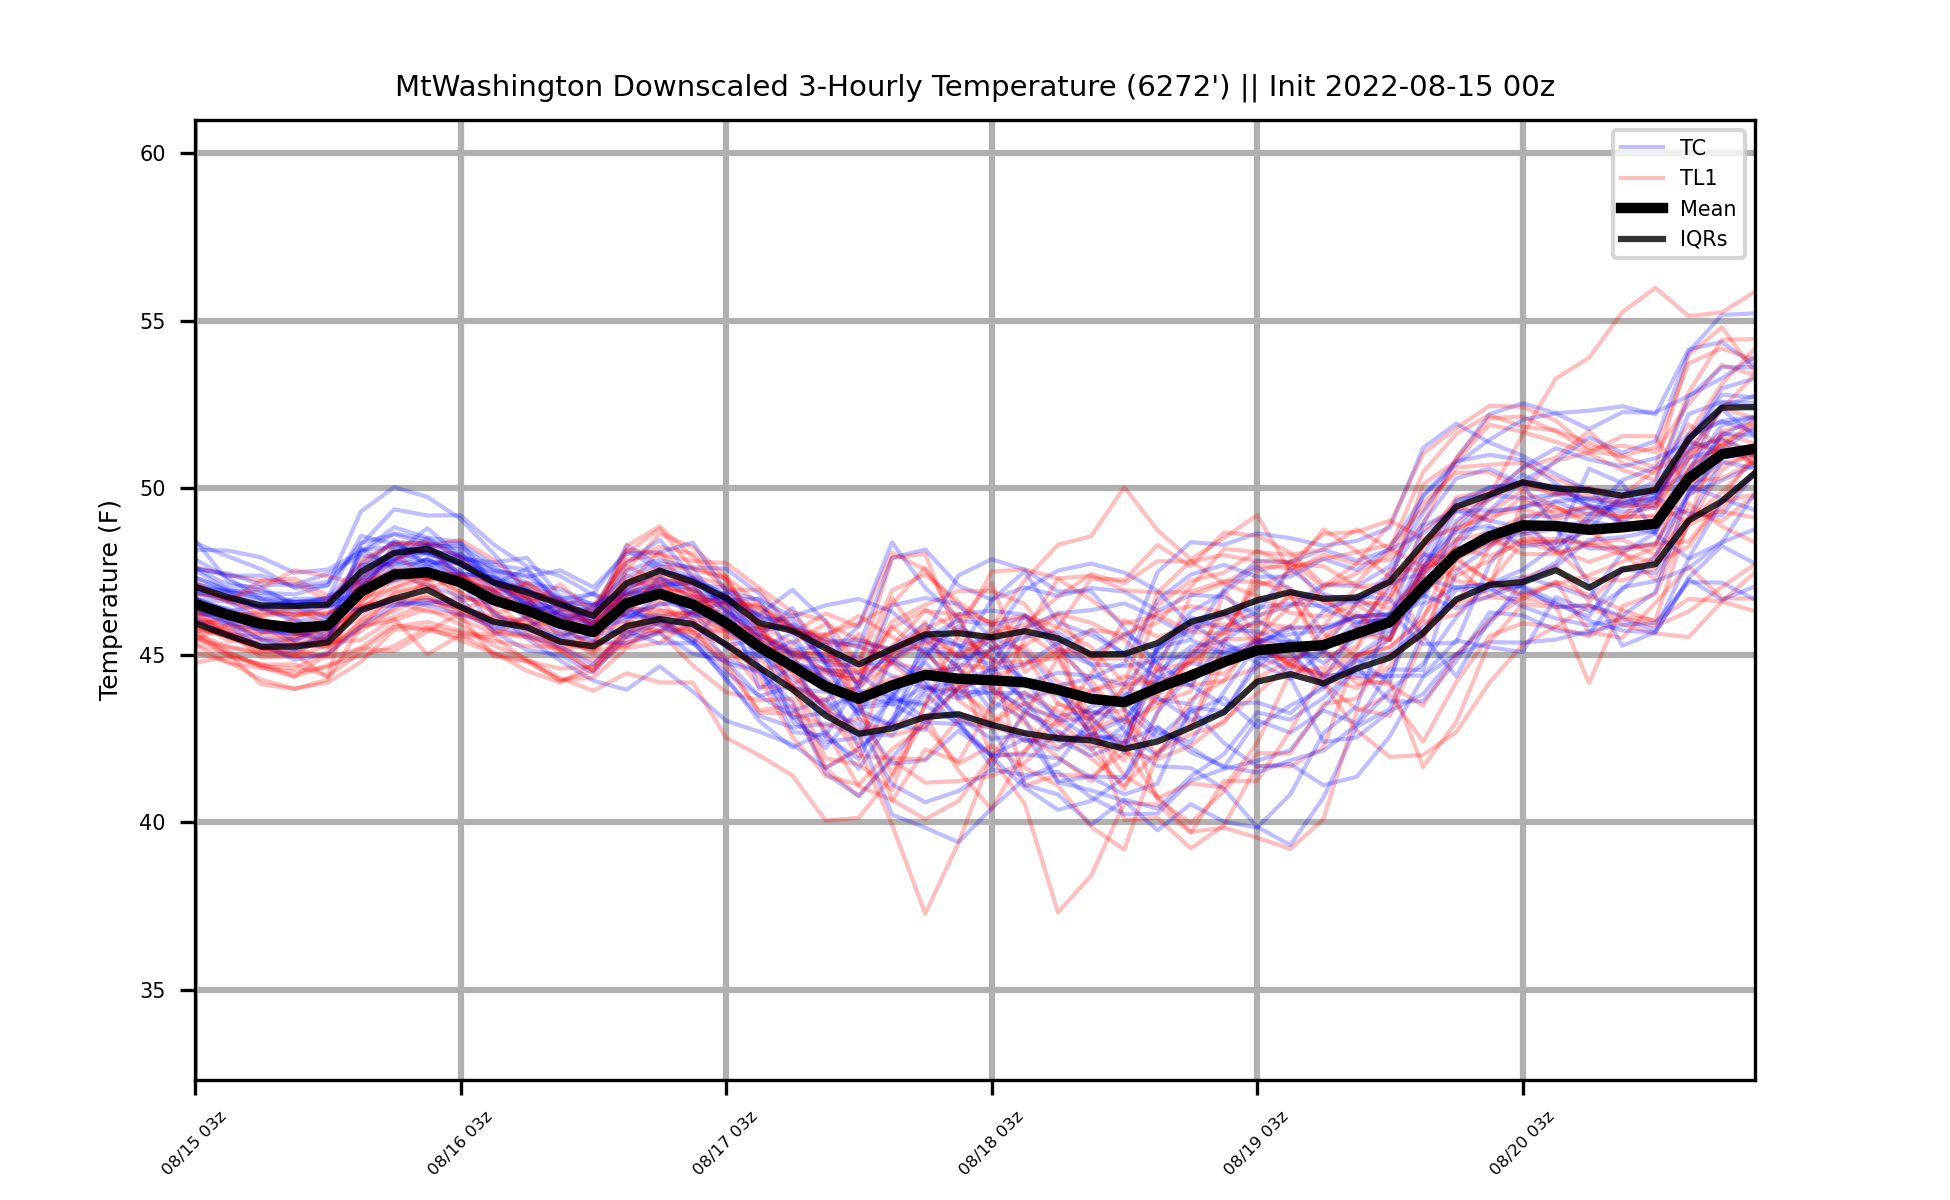 MtWashington Downscaled 3-Hourly Temperature (6272') || Init 2022-08-15 00z
TC
TL1
Mean
IQRs
Temperature (F)
60
55
50
45
40
35
08/15 03z
08/16 03z
08/17 03z
08/18 03z
08/19 03z
08/20 03z